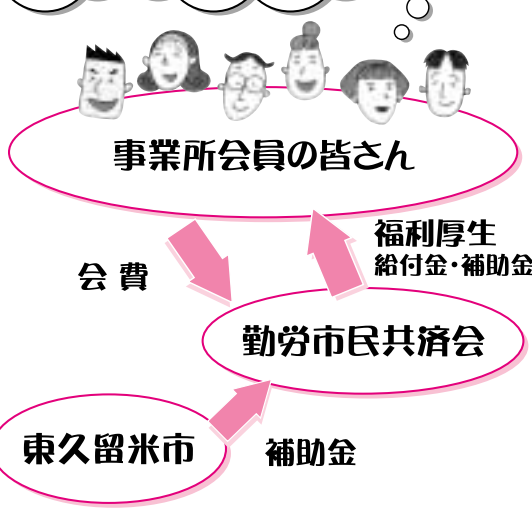 事業所会員の皆さん
福利厚生
給付金・補助金
会費
勤労市民共済会
東久留米市
補助金